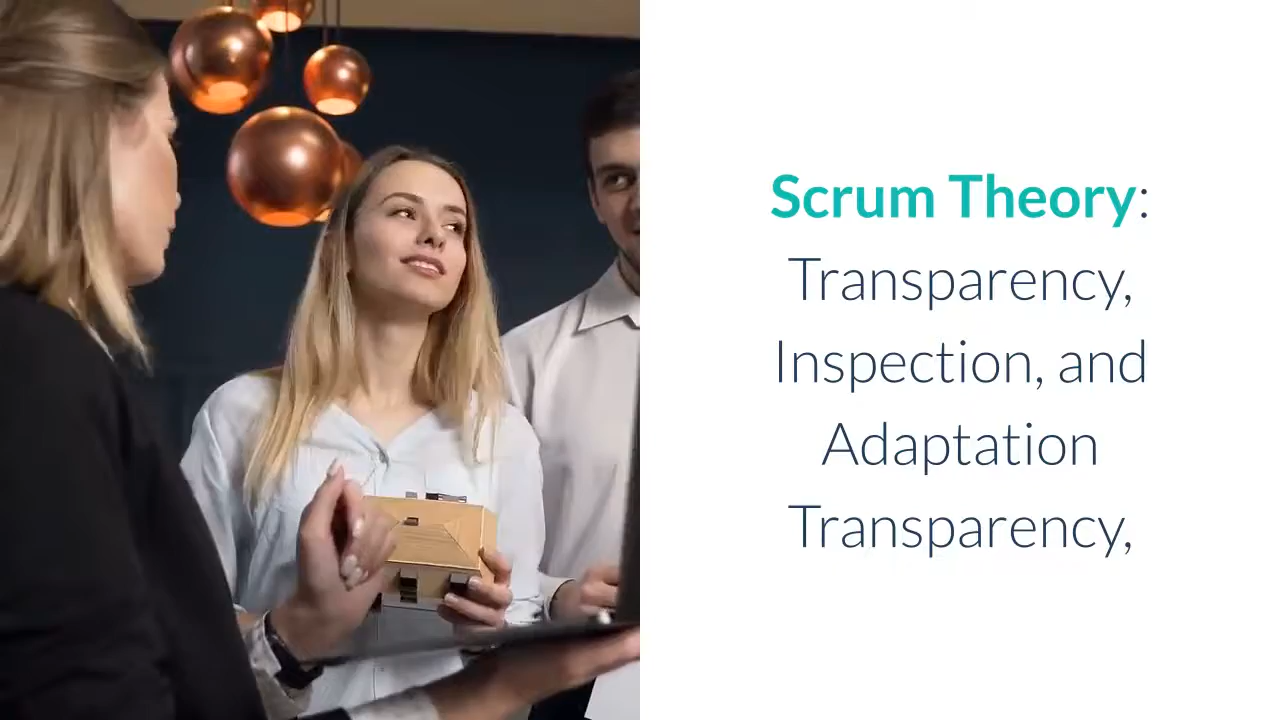 Scrum Theory:
Transparency,
Inspection, and
Adaptation
Transparency,